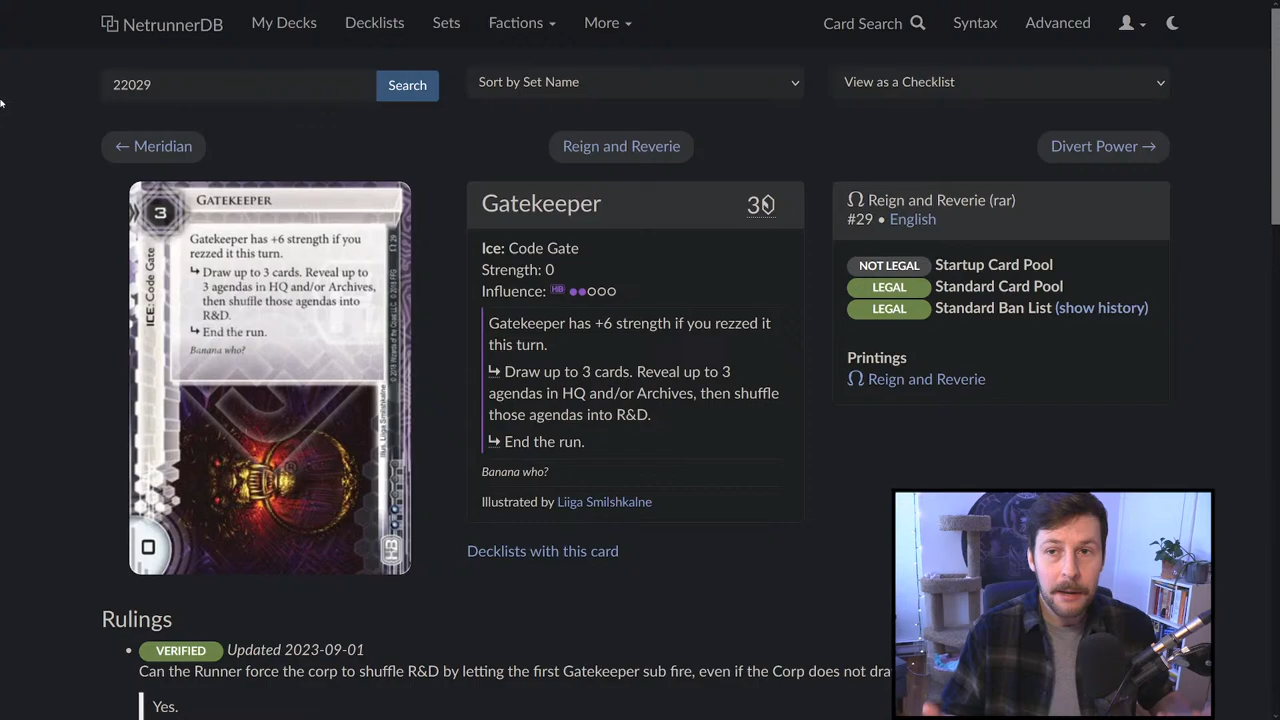 NetrunnerDB
My Decks
Decklists
Sets
Factions
More
Card Search
Syntax
Advanced
22029
Search
Sort by Set Name
View as a Checklist
← Meridian
Reign and Reverie
Divert Power →
3
GATEKEEPER
ICE: Code Gate
Gatekeeper has +6 strength if you
rezzed it this turn.
↳ Draw up to 3 cards. Reveal up to
3 agendas in HQ and/or Archives,
then shuffle those agendas into
R&D.
↳ End the run.
Banana who?
Illus. Liiga Smilshkalne
0
HB
Gatekeeper
3
Ice: Code Gate
Strength: 0
Influence: HB
Gatekeeper has +6 strength if you rezzed it
this turn.
↳ Draw up to 3 cards. Reveal up to 3
agendas in HQ and/or Archives, then shuffle
those agendas into R&D.
↳ End the run.
Banana who?
Illustrated by Liiga Smilshkalne
Decklists with this card
Reign and Reverie (rar)
#29 • English
NOT LEGAL Startup Card Pool
LEGAL Standard Card Pool
LEGAL Standard Ban List (show history)
Printings
Reign and Reverie
Rulings
• VERIFIED Updated 2023-09-01
Can the Runner force the corp to shuffle R&D by letting the first Gatekeeper sub fire, even if the Corp does not dra
Yes.